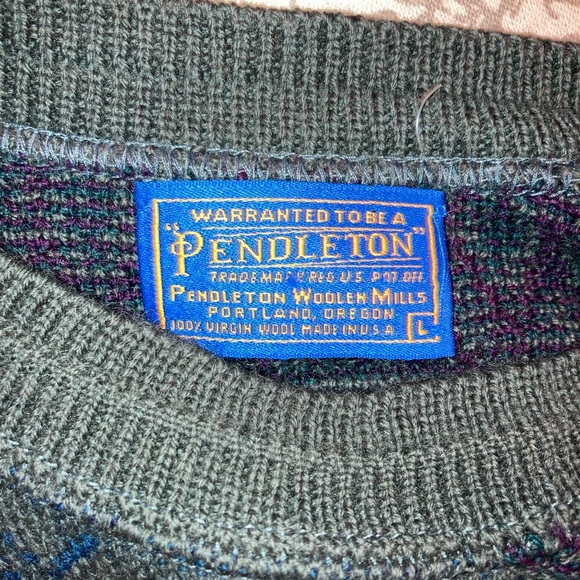 WARRANTED TO BE A
"PENDLETON"
TRADEMARK REG U.S. PAT. OFF.
PENDLETON WOOLEN MILLS
PORTLAND, OREGON
100% VIRGIN WOOL MADE IN U.S.A.
L